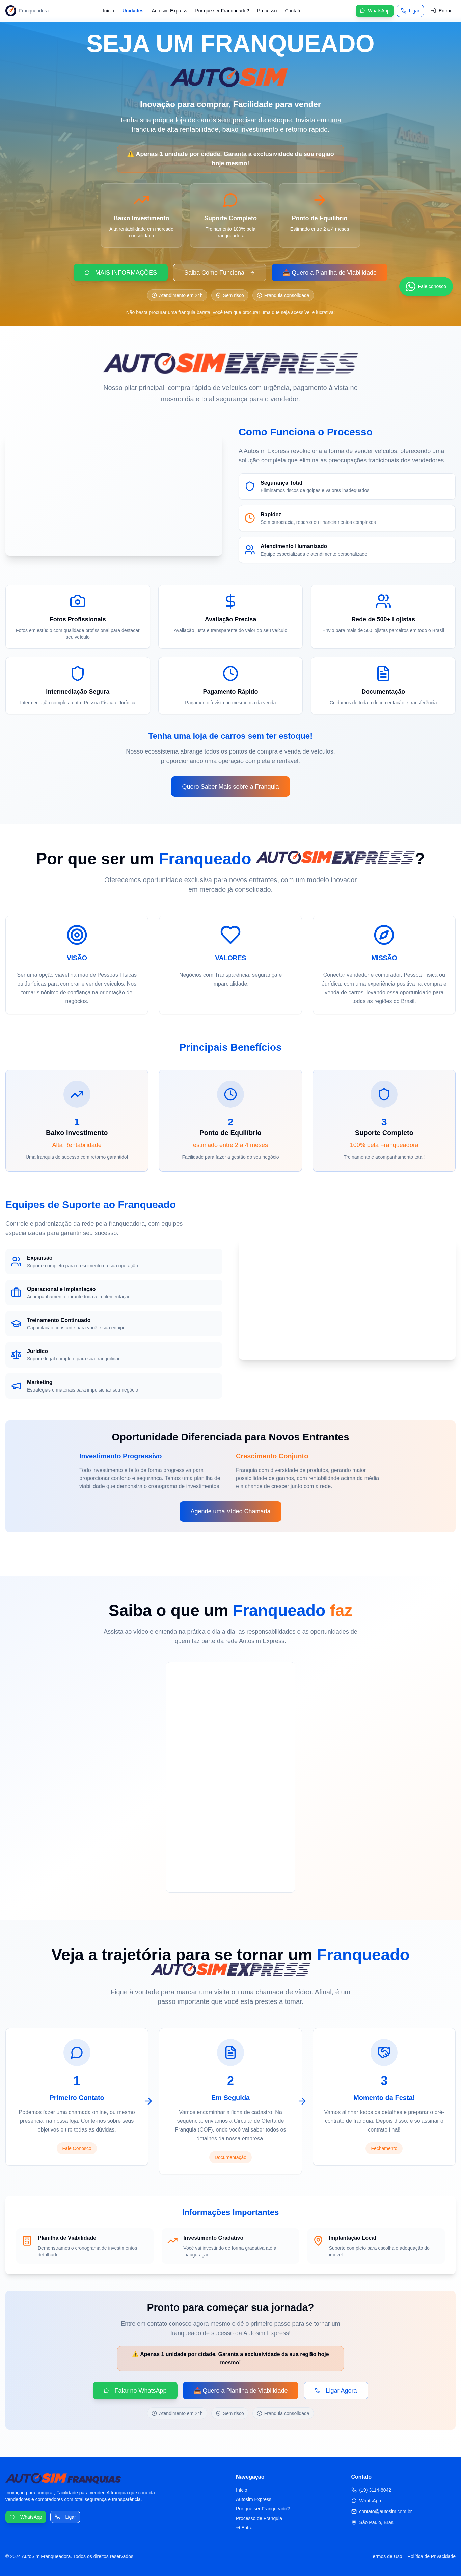 Franqueadora
Início
Unidades
Autosim Express
Por que ser Franqueado?
Processo
Contato
WhatsApp
Ligar
Entrar
SEJA UM FRANQUEADO
AUTOSIM
Inovação para comprar, Facilidade para vender
Tenha sua própria loja de carros sem precisar de estoque. Invista em uma
franquia de alta rentabilidade, baixo investimento e retorno rápido.
⚠️ Apenas 1 unidade por cidade. Garanta a exclusividade da sua região
hoje mesmo!
Baixo Investimento
Alta rentabilidade em mercado
consolidado
Suporte Completo
Treinamento 100% pela
franqueadora
Ponto de Equilíbrio
Estimado entre 2 a 4 meses
MAIS INFORMAÇÕES
Saiba Como Funciona
📥 Quero a Planilha de Viabilidade
Fale conosco
Atendimento em 24h
Sem risco
Franquia consolidada
Não basta procurar uma franquia barata, você tem que procurar uma que seja acessível e lucrativa!
AUTOSIMEXPRESS
Nosso pilar principal: compra rápida de veículos com urgência, pagamento à vista no
mesmo dia e total segurança para o vendedor.
Como Funciona o Processo
A Autosim Express revoluciona a forma de vender veículos, oferecendo uma
solução completa que elimina as preocupações tradicionais dos vendedores.
Segurança Total
Eliminamos riscos de golpes e valores inadequados
Rapidez
Sem burocracia, reparos ou financiamentos complexos
Atendimento Humanizado
Equipe especializada e atendimento personalizado
Fotos Profissionais
Fotos em estúdio com qualidade profissional para destacar
seu veículo
Avaliação Precisa
Avaliação justa e transparente do valor do seu veículo
Rede de 500+ Lojistas
Envio para mais de 500 lojistas parceiros em todo o Brasil
Intermediação Segura
Intermediação completa entre Pessoa Física e Jurídica
Pagamento Rápido
Pagamento à vista no mesmo dia da venda
Documentação
Cuidamos de toda a documentação e transferência
Tenha uma loja de carros sem ter estoque!
Nosso ecossistema abrange todos os pontos de compra e venda de veículos,
proporcionando uma operação completa e rentável.
Quero Saber Mais sobre a Franquia
Por que ser um Franqueado AUTOSIMEXPRESS?
Oferecemos oportunidade exclusiva para novos entrantes, com um modelo inovador
em mercado já consolidado.
VISÃO
Ser uma opção viável na mão de Pessoas Físicas
ou Jurídicas para comprar e vender veículos. Nos
tornar sinônimo de confiança na orientação de
negócios.
VALORES
Negócios com Transparência, segurança e
imparcialidade.
MISSÃO
Conectar vendedor e comprador, Pessoa Física ou
Jurídica, com uma experiência positiva na compra e
venda de carros, levando essa oportunidade para
todas as regiões do Brasil.
Principais Benefícios
1
Baixo Investimento
Alta Rentabilidade
Uma franquia de sucesso com retorno garantido!
2
Ponto de Equilíbrio
estimado entre 2 a 4 meses
Facilidade para fazer a gestão do seu negócio
3
Suporte Completo
100% pela Franqueadora
Treinamento e acompanhamento total!
Equipes de Suporte ao Franqueado
Controle e padronização da rede pela franqueadora, com equipes
especializadas para garantir seu sucesso.
Expansão
Suporte completo para crescimento da sua operação
Operacional e Implantação
Acompanhamento durante toda a implementação
Treinamento Continuado
Capacitação constante para você e sua equipe
Jurídico
Suporte legal completo para sua tranquilidade
Marketing
Estratégias e materiais para impulsionar seu negócio
Oportunidade Diferenciada para Novos Entrantes
Investimento Progressivo
Todo investimento é feito de forma progressiva para
proporcionar conforto e segurança. Temos uma planilha de
viabilidade que demonstra o cronograma de investimentos.
Crescimento Conjunto
Franquia com diversidade de produtos, gerando maior
possibilidade de ganhos, com rentabilidade acima da média
e a chance de crescer junto com a rede.
Agende uma Vídeo Chamada
Saiba o que um Franqueado faz
Assista ao vídeo e entenda na prática o dia a dia, as responsabilidades e as oportunidades de
quem faz parte da rede Autosim Express.
Veja a trajetória para se tornar um Franqueado
AUTOSIMEXPRESS
Fique à vontade para marcar uma visita ou uma chamada de vídeo. Afinal, é um
passo importante que você está prestes a tomar.
1
Primeiro Contato
Podemos fazer uma chamada online, ou mesmo
presencial na nossa loja. Conte-nos sobre seus
objetivos e tire todas as dúvidas.
Fale Conosco
2
Em Seguida
Vamos encaminhar a ficha de cadastro. Na
sequência, enviamos a Circular de Oferta de
Franquia (COF), onde você vai saber todos os
detalhes da nossa empresa.
Documentação
3
Momento da Festa!
Vamos alinhar todos os detalhes e preparar o pré-
contrato de franquia. Depois disso, é só assinar o
contrato final!
Fechamento
Informações Importantes
Planilha de Viabilidade
Demonstramos o cronograma de investimentos
detalhado
Investimento Gradativo
Você vai investindo de forma gradativa até a
inauguração
Implantação Local
Suporte completo para escolha e adequação do
imóvel
Pronto para começar sua jornada?
Entre em contato conosco agora mesmo e dê o primeiro passo para se tornar um
franqueado de sucesso da Autosim Express!
⚠️ Apenas 1 unidade por cidade. Garanta a exclusividade da sua região hoje
mesmo!
Falar no WhatsApp
📥 Quero a Planilha de Viabilidade
Ligar Agora
Atendimento em 24h
Sem risco
Franquia consolidada
AUTOSIMFRANQUIAS
Inovação para comprar, Facilidade para vender. A franquia que conecta
vendedores e compradores com total segurança e transparência.
WhatsApp
Ligar
Navegação
Início
Autosim Express
Por que ser Franqueado?
Processo de Franquia
Entrar
Contato
(19) 3114-8042
WhatsApp
contato@autosim.com.br
São Paulo, Brasil
© 2024 AutoSim Franqueadora. Todos os direitos reservados.
Termos de Uso
Política de Privacidade